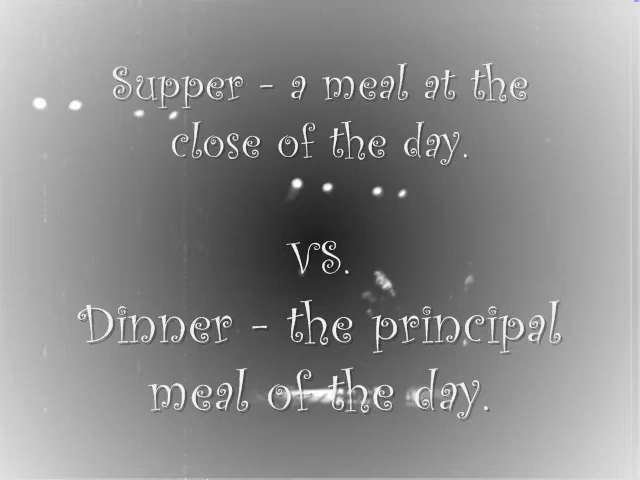 Supper - a meal at the
close of the day.
VS.
Dinner - the principal
meal of the day.